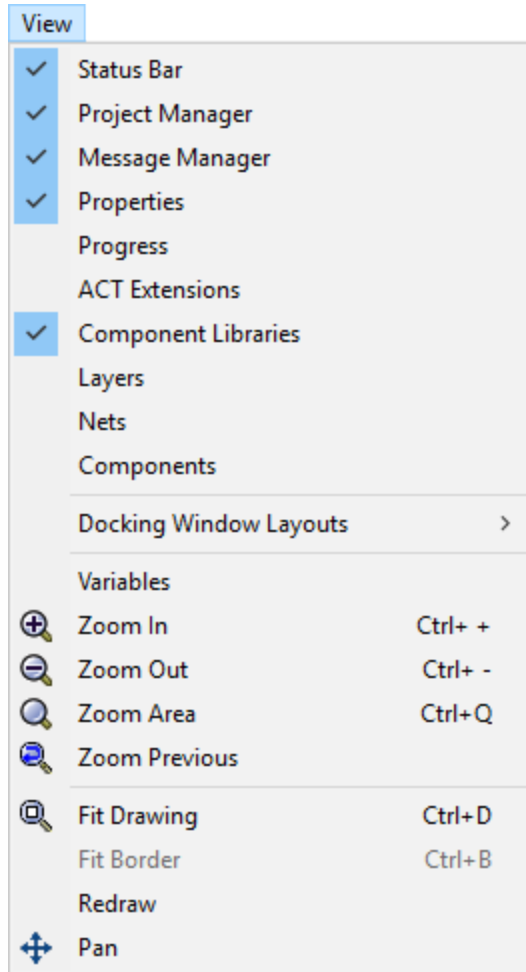 View
Status Bar
Project Manager
Message Manager
Properties
Progress
ACT Extensions
Component Libraries
Layers
Nets
Components
Docking Window Layouts
Variables
Zoom In Ctrl+ +
Zoom Out Ctrl+ -
Zoom Area Ctrl+Q
Zoom Previous
Fit Drawing Ctrl+D
Fit Border Ctrl+B
Redraw
Pan